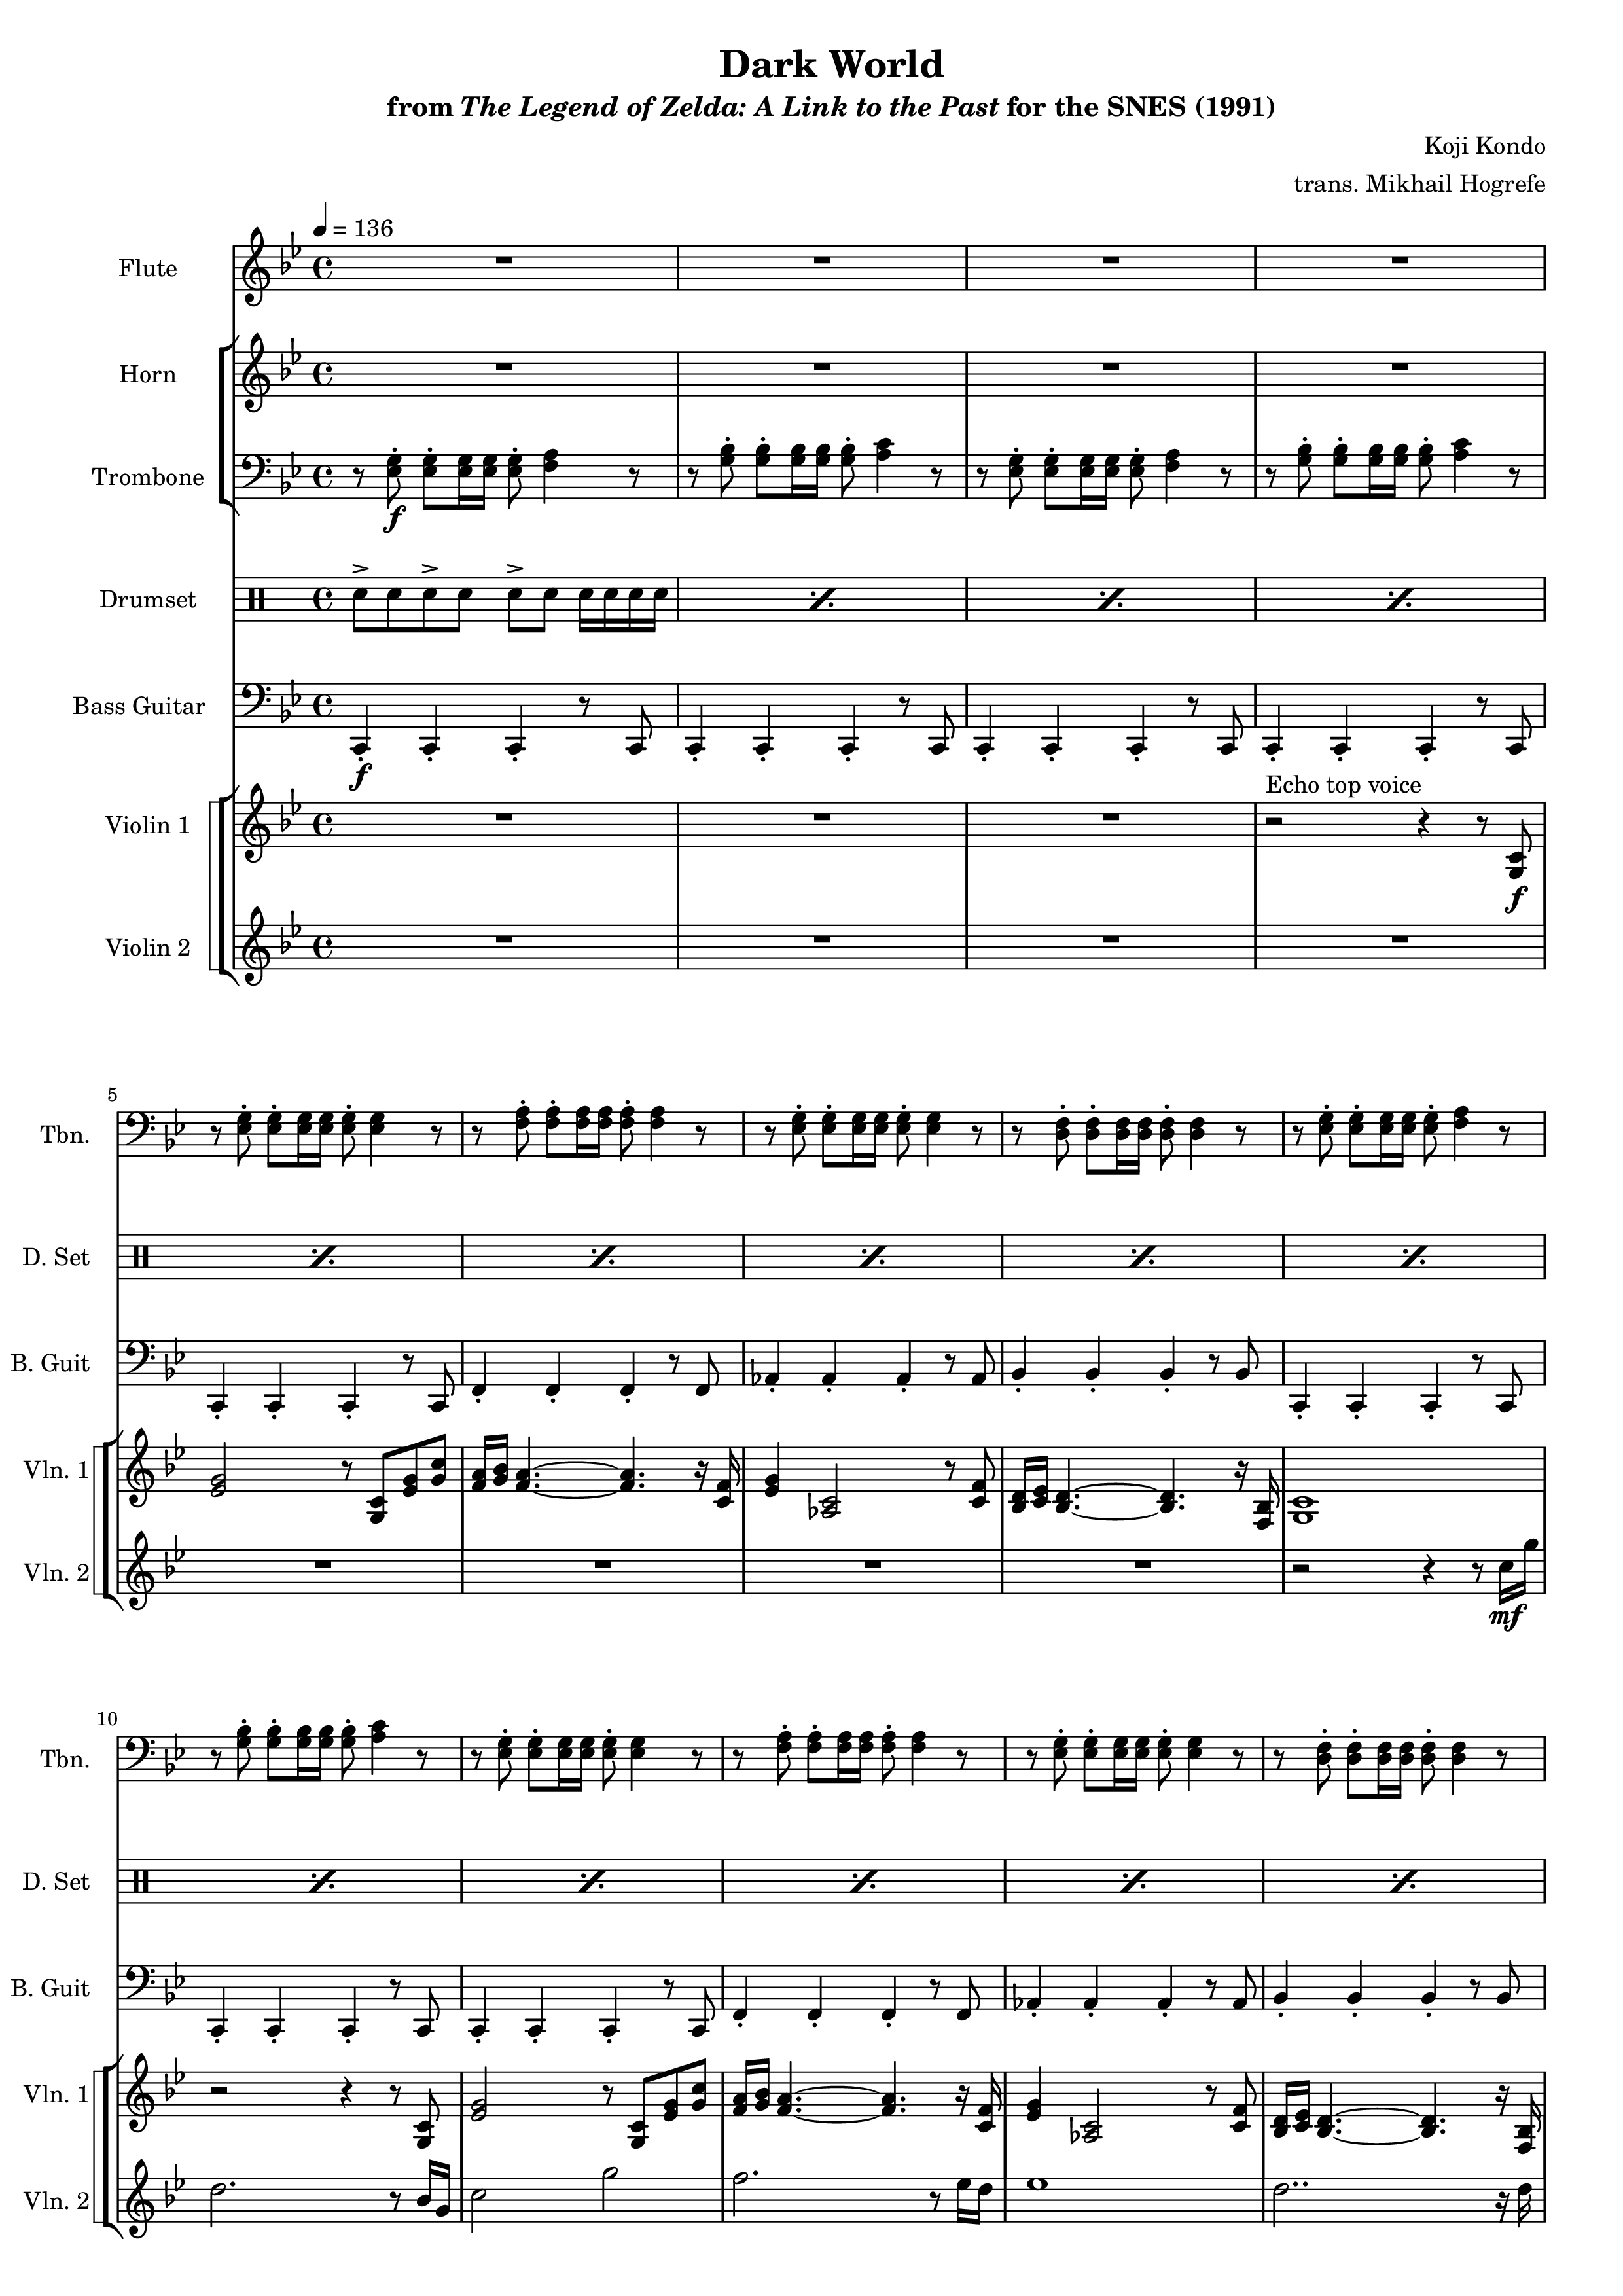 Dark World
from The Legend of Zelda: A Link to the Past for the SNES (1991)
Koji Kondo
trans. Mikhail Hogrefe
= 136
Flute
Horn
Trombone
f
Drumset
Bass Guitar
f
Echo top voice
Violin 1
f
Violin 2
5
Tbn.
D. Set
B. Guit
Vln. 1
Vln. 2
mf
10
Tbn.
D. Set
B. Guit
Vln. 1
Vln. 2